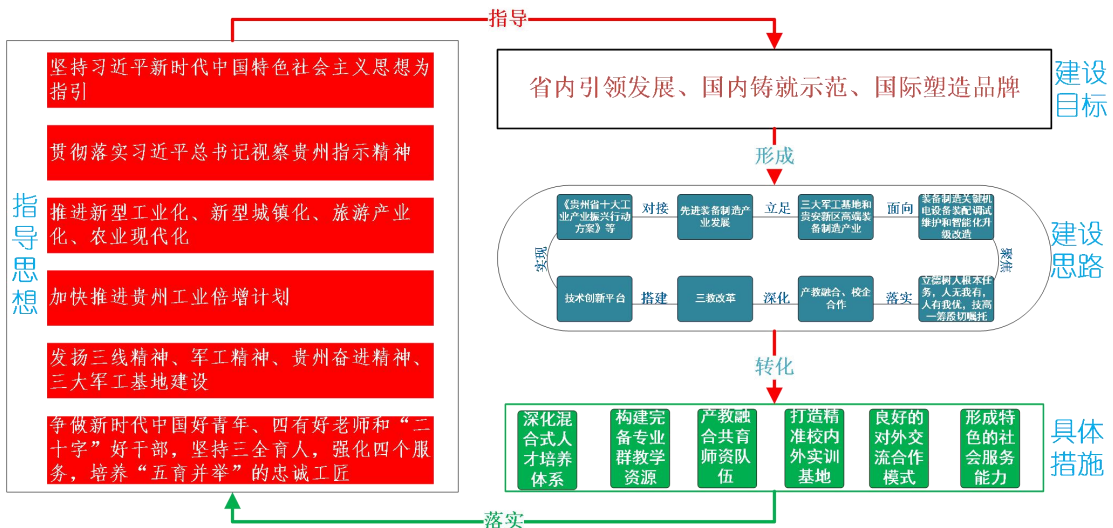 指导
坚持习近平新时代中国特色社会主义思想为
指引
贯彻落实习近平总书记视察贵州指示精神
推进新型工业化、新型城镇化、旅游产业
化、农业现代化
加快推进贵州工业倍增计划
发扬三线精神、军工精神、贵州奋进精神、
三大军工基地建设
争做新时代中国好青年、四有好老师和“二
十字”好干部，坚持三全育人，强化四个服
务，培养“五育并举”的忠诚工匠
指导思想
省内引领发展、国内铸就示范、国际塑造品牌
建设
目标
形成
《贵州省十大工
业产业振兴行动
方案》等
对接
先进装备制造产
业发展
立足
三大军工基地和
贵安新区高端装
备制造产业
面向
装备制造关键机
电设备装配调试
维护和智能化升
级改造
实现
聚焦
技术创新平台
搭建
三教改革
深化
产教融合、校企
合作
落实
立德树人根本任
务，人无我有，
人有我优，技高
一筹殷切嘱托
建设
思路
转化
深化混
合式人
才培养
体系
构建完
备专业
群教学
资源
产教融
合共育
师资队
伍
打造精
准校内
外实训
基地
良好的
对外交
流合作
模式
形成特
色的社
会服务
能力
具体
措施
落实